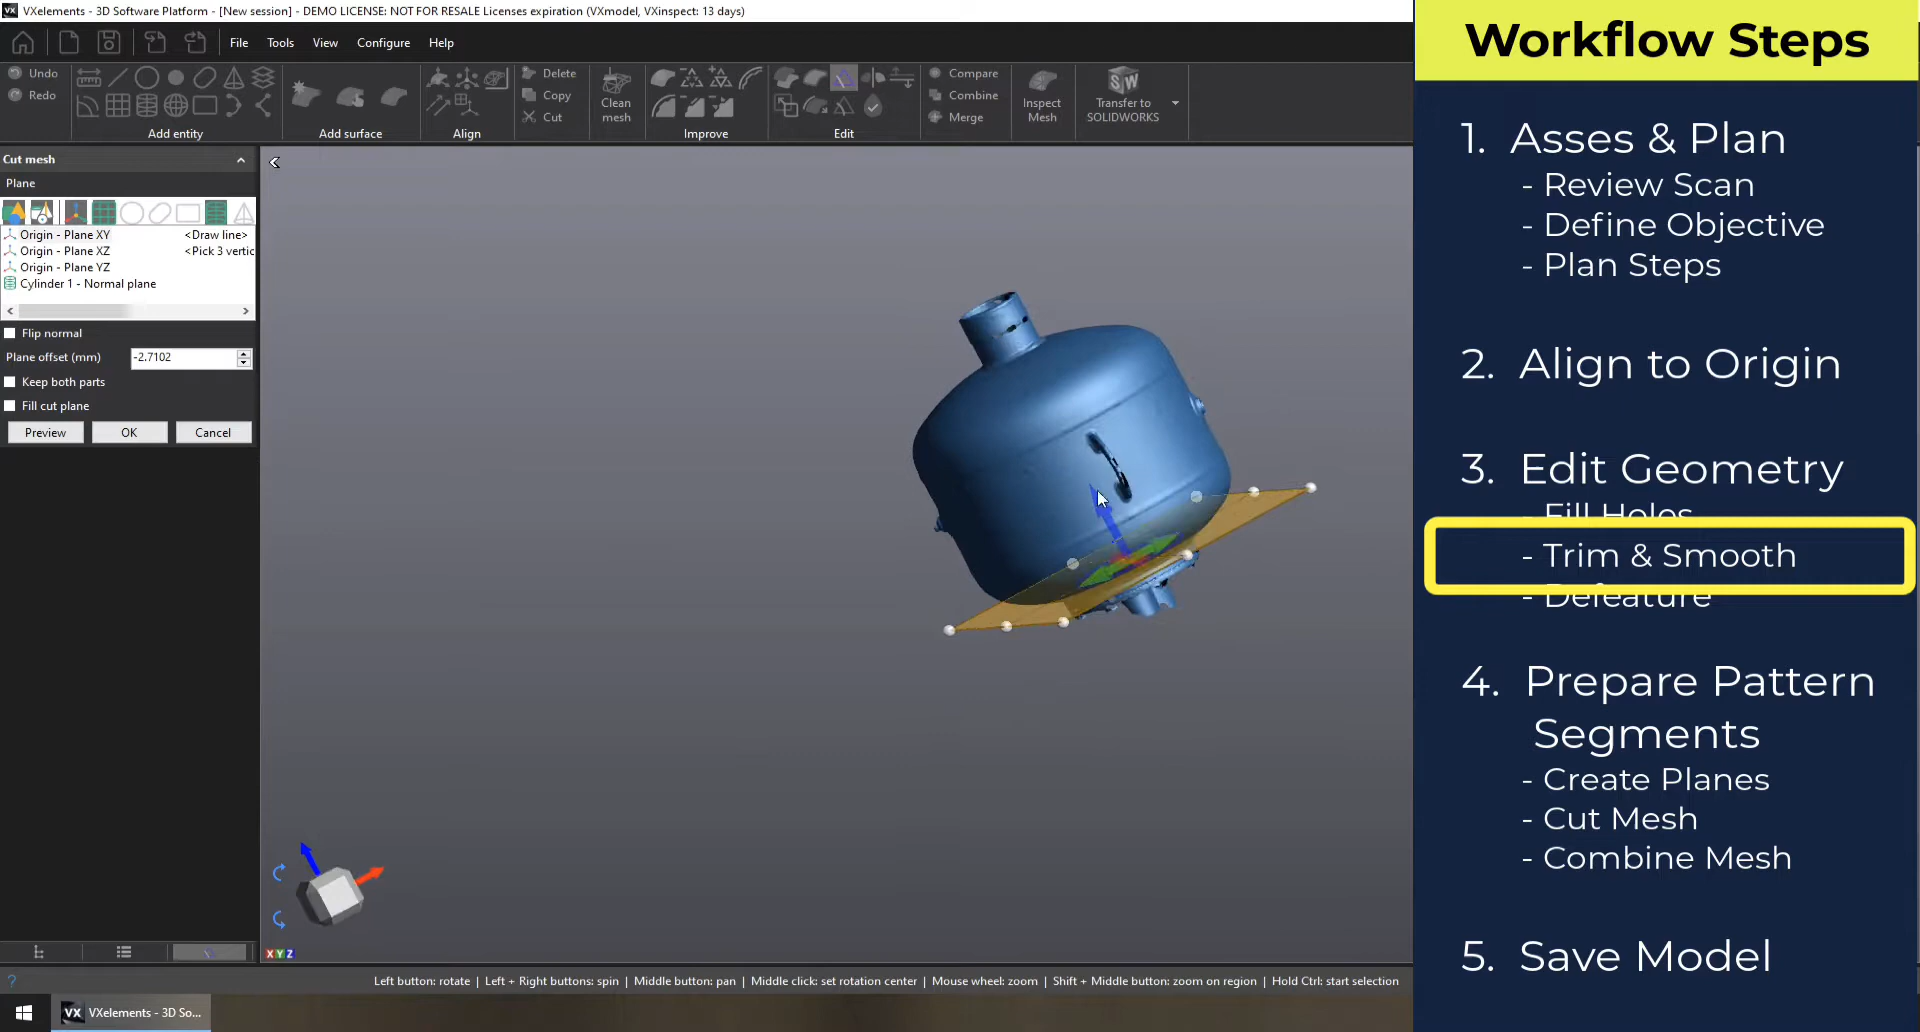 VXelements - 3D Software Platform - [New session] - DEMO LICENSE: NOT FOR RESALE Licenses expiration (VXmodel, VXinspect: 13 days)
File Tools View Configure Help
Undo
Redo
Add entity
Add surface
Align
Delete
Copy
Cut
Clean
mesh
Improve
Edit
Compare
Combine
Merge
Inspect
Mesh
Transfer to
SOLIDWORKS
Cut mesh
Plane
Origin - Plane XY <Draw line>
Origin - Plane XZ <Pick 3 vertic
Origin - Plane YZ
Cylinder 1 - Normal plane
Flip normal
Plane offset (mm) -2.7102
Keep both parts
Fill cut plane
Preview OK Cancel
XYZ
Left button: rotate | Left + Right buttons: spin | Middle button: pan | Middle click: set rotation center | Mouse wheel: zoom | Shift + Middle button: zoom on region | Hold Ctrl: start selection
VX VXelements - 3D So...
Workflow Steps
1. Asses & Plan
- Review Scan
- Define Objective
- Plan Steps
2. Align to Origin
3. Edit Geometry
- Fill Holes
- Trim & Smooth
- Defeature
4. Prepare Pattern
Segments
- Create Planes
- Cut Mesh
- Combine Mesh
5. Save Model